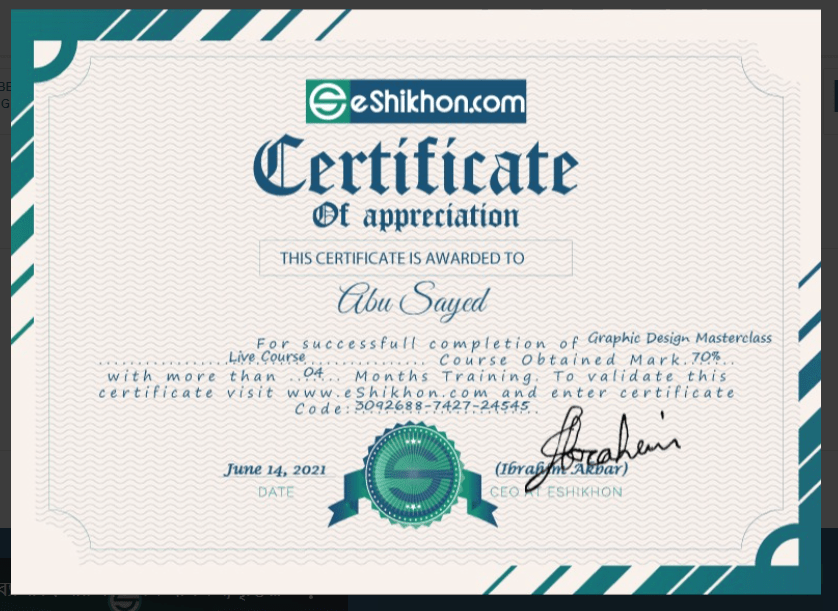 eShikhon.com
Certificate
Of appreciation
THIS CERTIFICATE IS AWARDED TO
Abu Sayed
For successfull completion of Graphic Design Masterclass
Live Course Course Obtained Mark. 70%
with more than 04 Months Training. To validate this
certificate visit www.eShikhon.com and enter certificate
Code: 3092688-7427-24545
June 14, 2021
DATE
Ibrahem
(Ibrahim Akbar)
CEO AT ESHIKHON